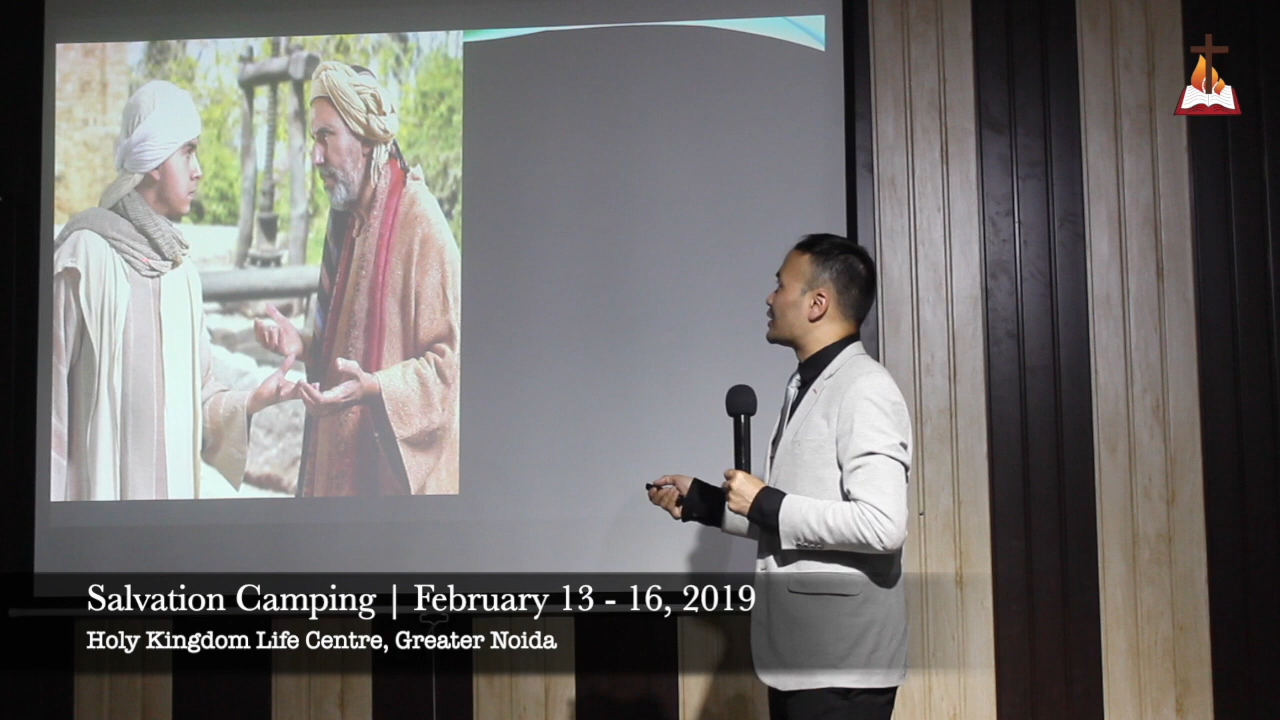 Salvation Camping | February 13 - 16, 2019
Holy Kingdom Life Centre, Greater Noida